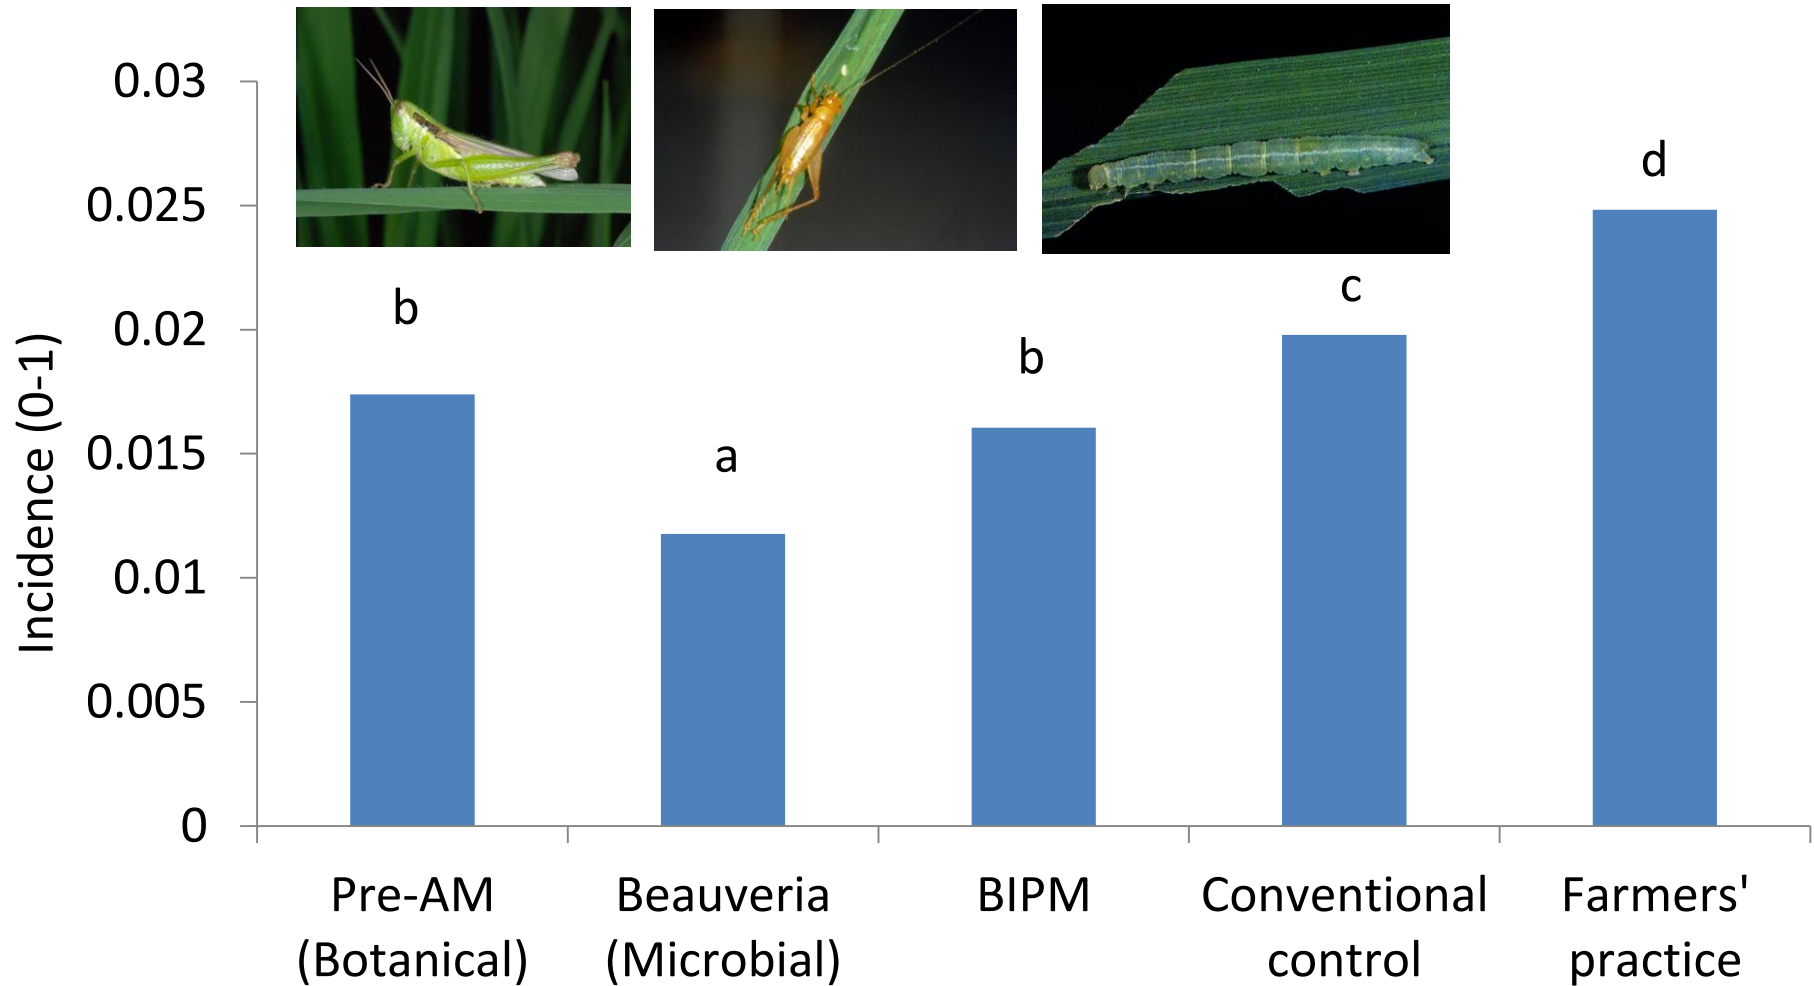 0.03
0.025
0.02
0.015
0.01
0.005
0
Incidence (0-1)
b
a
b
c
d
Pre-AM
(Botanical)
Beauveria
(Microbial)
BIPM
Conventional
control
Farmers'
practice